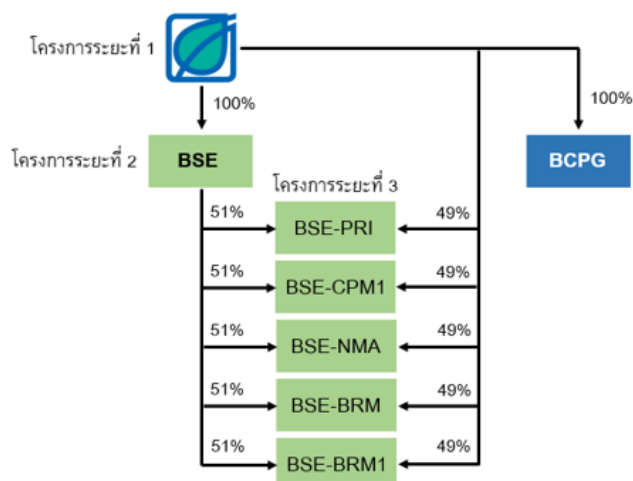 โครงการระยะที่ 1
100%
100%
โครงการระยะที่ 2
BSE
BCPG
โครงการระยะที่ 3
51%
BSE-PRI
49%
51%
BSE-CPM1
49%
51%
BSE-NMA
49%
51%
BSE-BRM
49%
51%
BSE-BRM1
49%